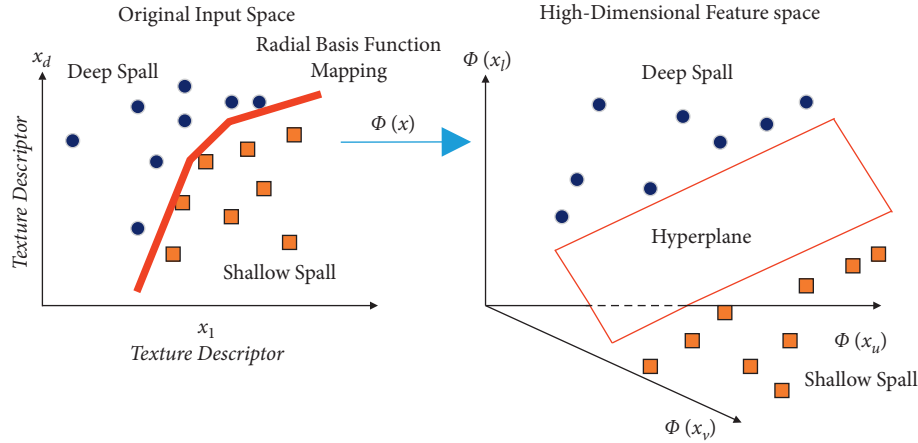 Original Input Space
High-Dimensional Feature space
x_d
Deep Spall
Radial Basis Function
Mapping
Texture Descriptor
Φ (x)
Shallow Spall
x_1
Texture Descriptor
Φ (x_l)
Deep Spall
Hyperplane
Φ (x_u)
Shallow Spall
Φ (x_v)